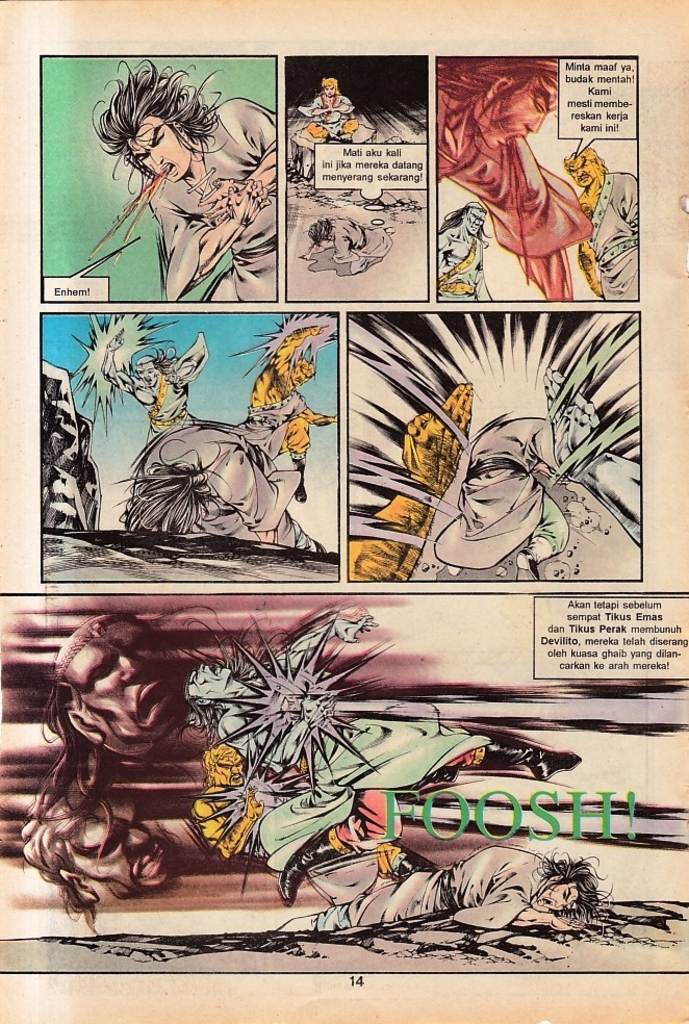 Enhem!
Mati aku kali
ini jika mereka datang
menyerang sekarang!
Minta maaf ya,
budak mentah!
Kami
mesti membe-
reskan kerja
kami ini!
Akan tetapi sebelum
sempat Tikus Emas
dan Tikus Perak membunuh
Devilito, mereka telah diserang
oleh kuasa ghaib yang dilan-
carkan ke arah mereka!
FOOSH!
14